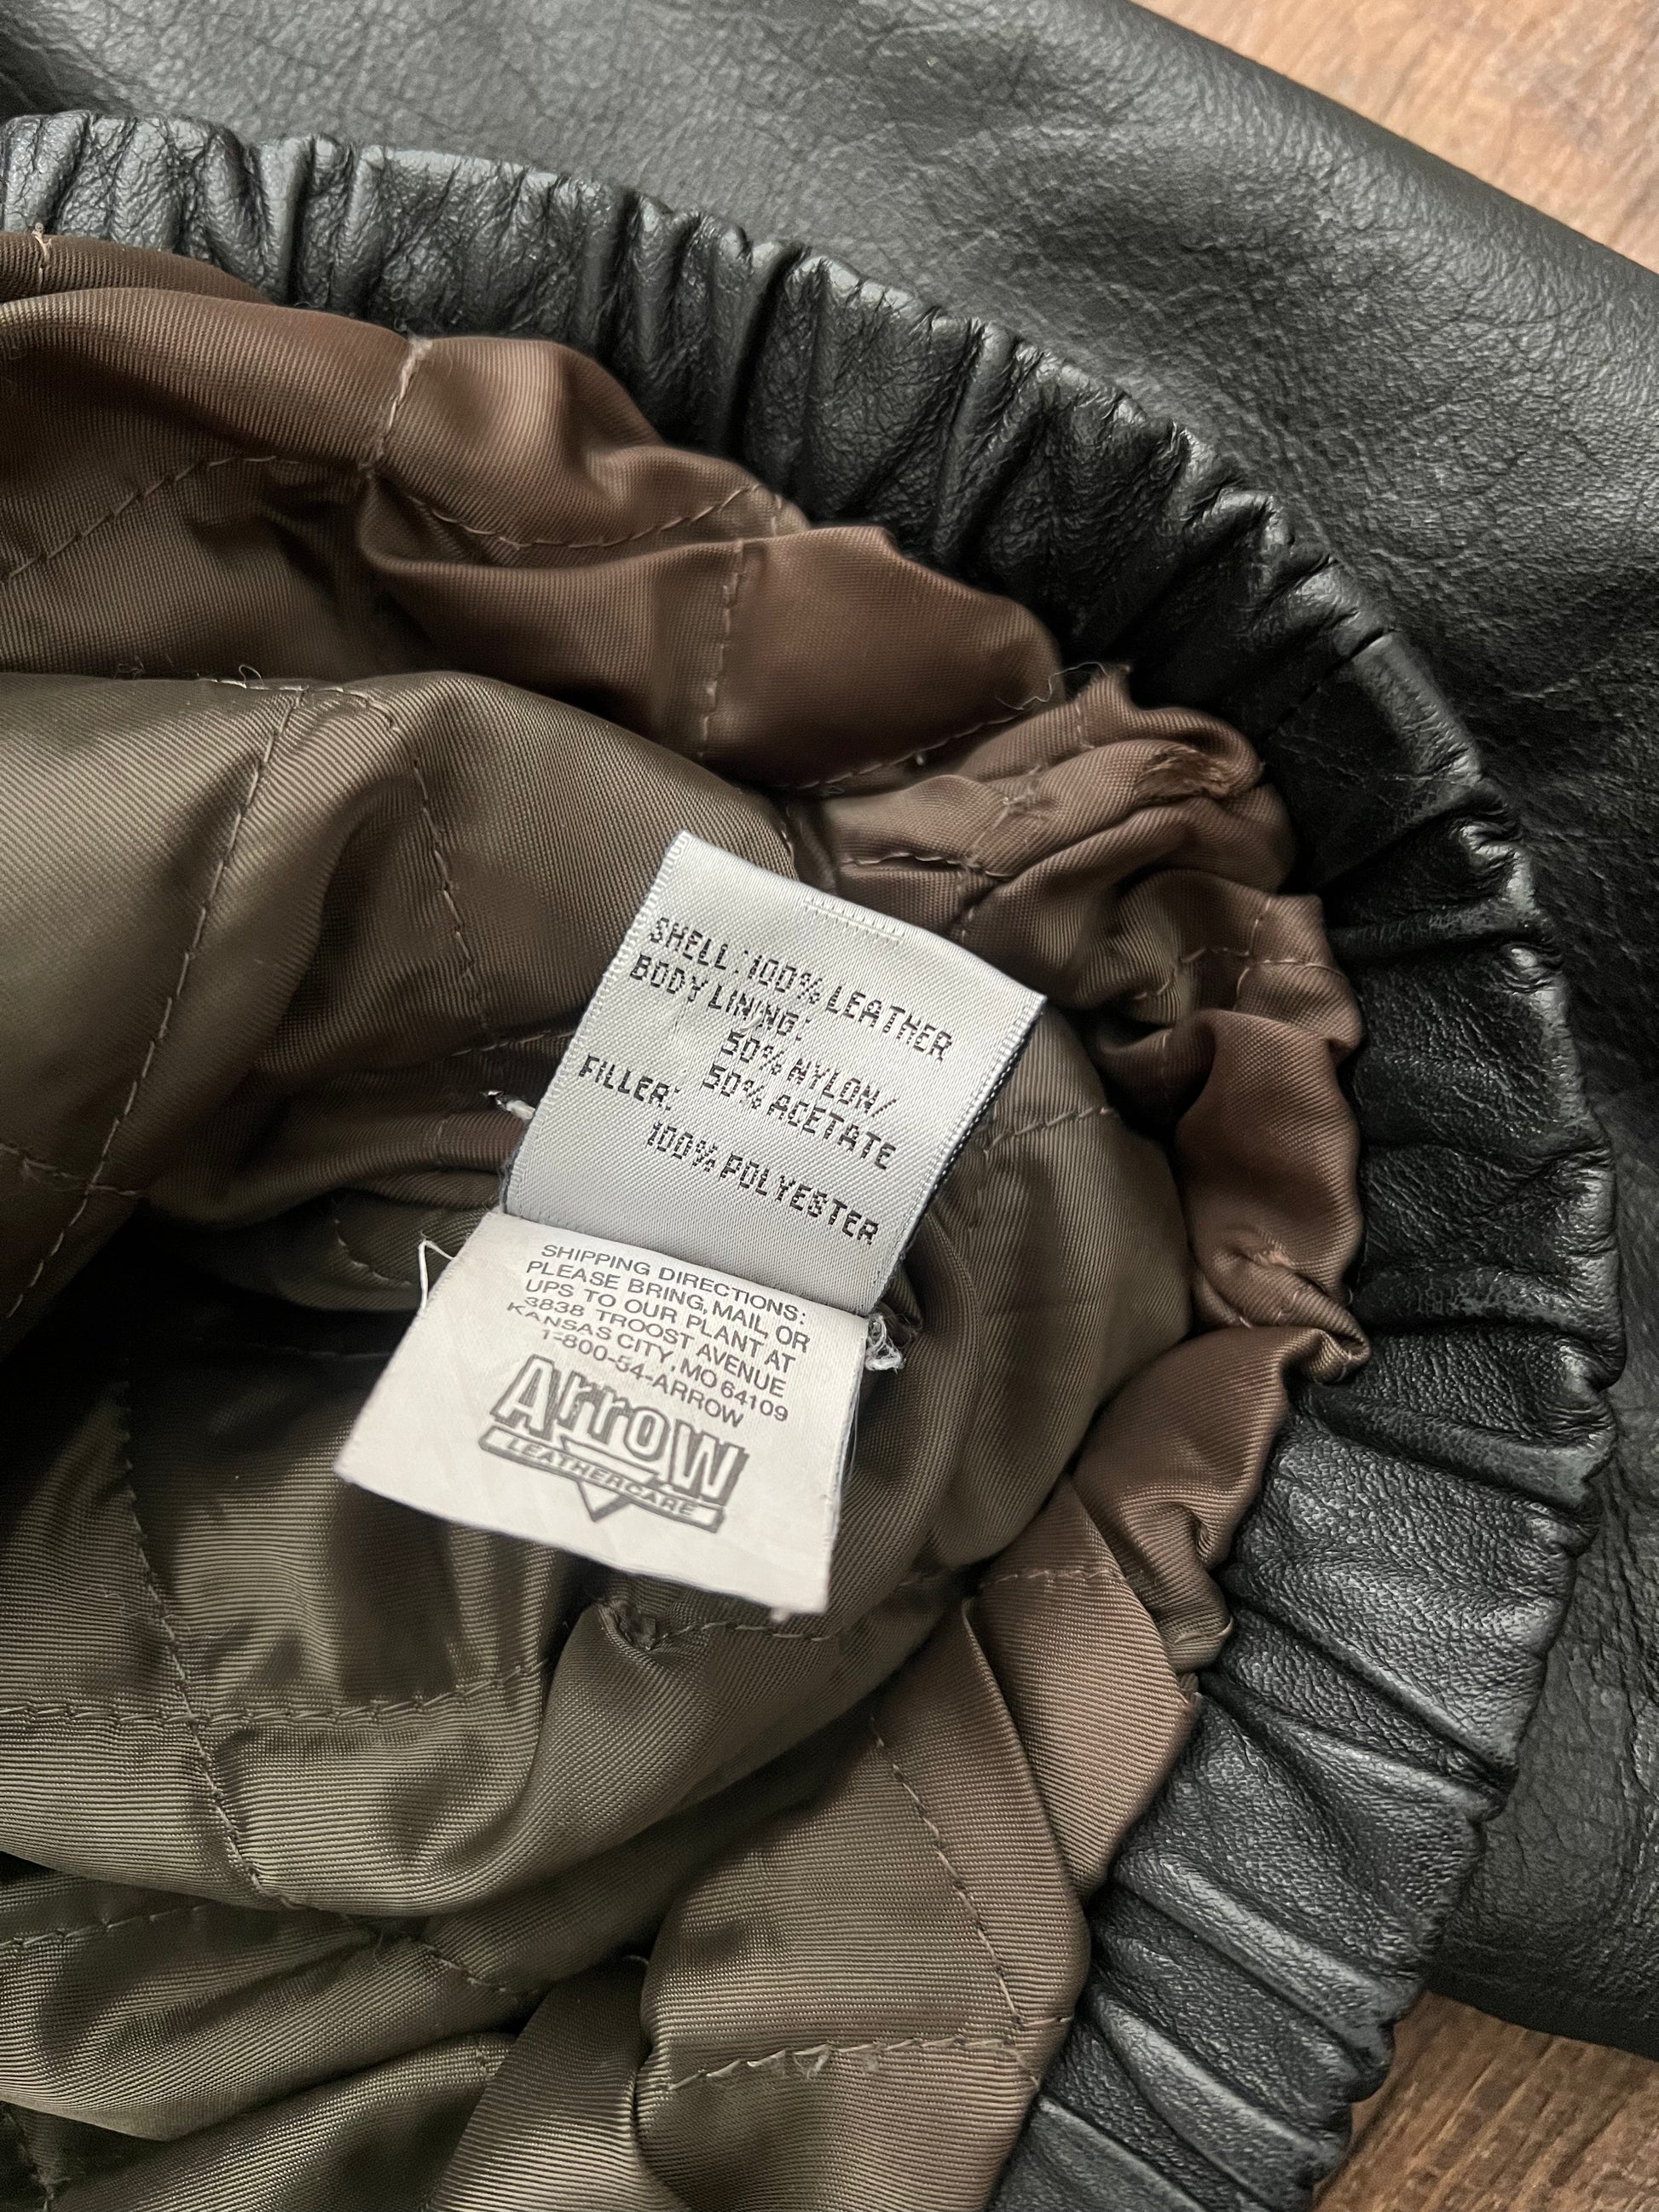 SHELL: 100% LEATHER
BODY LINING:
50% NYLON/
50% ACETATE
FILLER:
100% POLYESTER
SHIPPING DIRECTIONS:
PLEASE BRING, MAIL OR
UPS TO OUR PLANT AT
3838 TROOST AVENUE
KANSAS CITY, MO 64109
1-800-54-ARROW
Arrow
LEATHERCARE